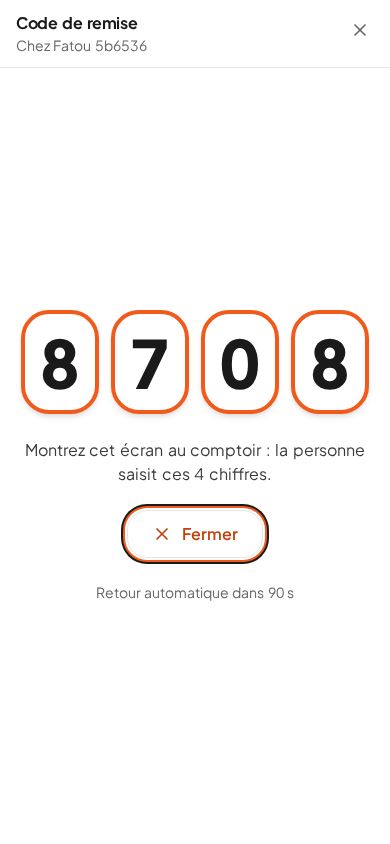 Code de remise
Chez Fatou 5b6536
8 7 0 8
Montrez cet écran au comptoir : la personne
saisit ces 4 chiffres.
Fermer
Retour automatique dans 90 s